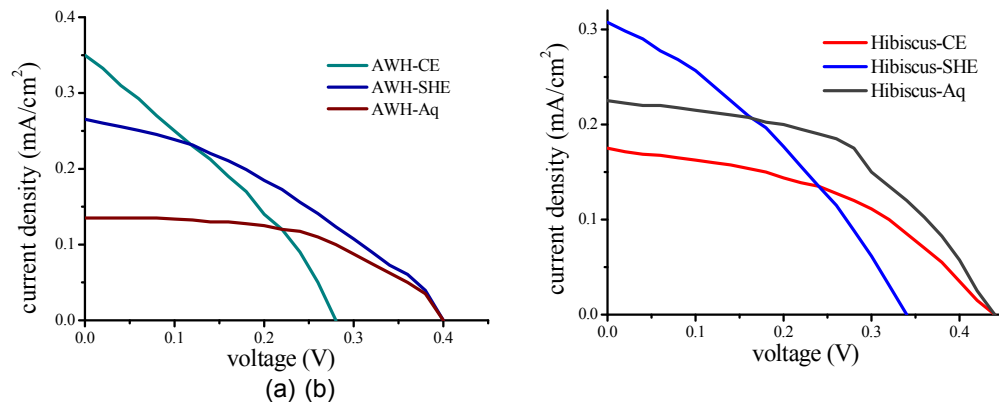 0.4
0.3
0.2
0.1
0.0
current density (mA/cm²)
AWH-CE
AWH-SHE
AWH-Aq
0.0
0.1
0.2
0.3
0.4
voltage (V)
0.3
0.2
0.1
0.0
current density (mA/cm²)
Hibiscus-CE
Hibiscus-SHE
Hibiscus-Aq
0.0
0.1
0.2
0.3
0.4
voltage (V)
(a) (b)